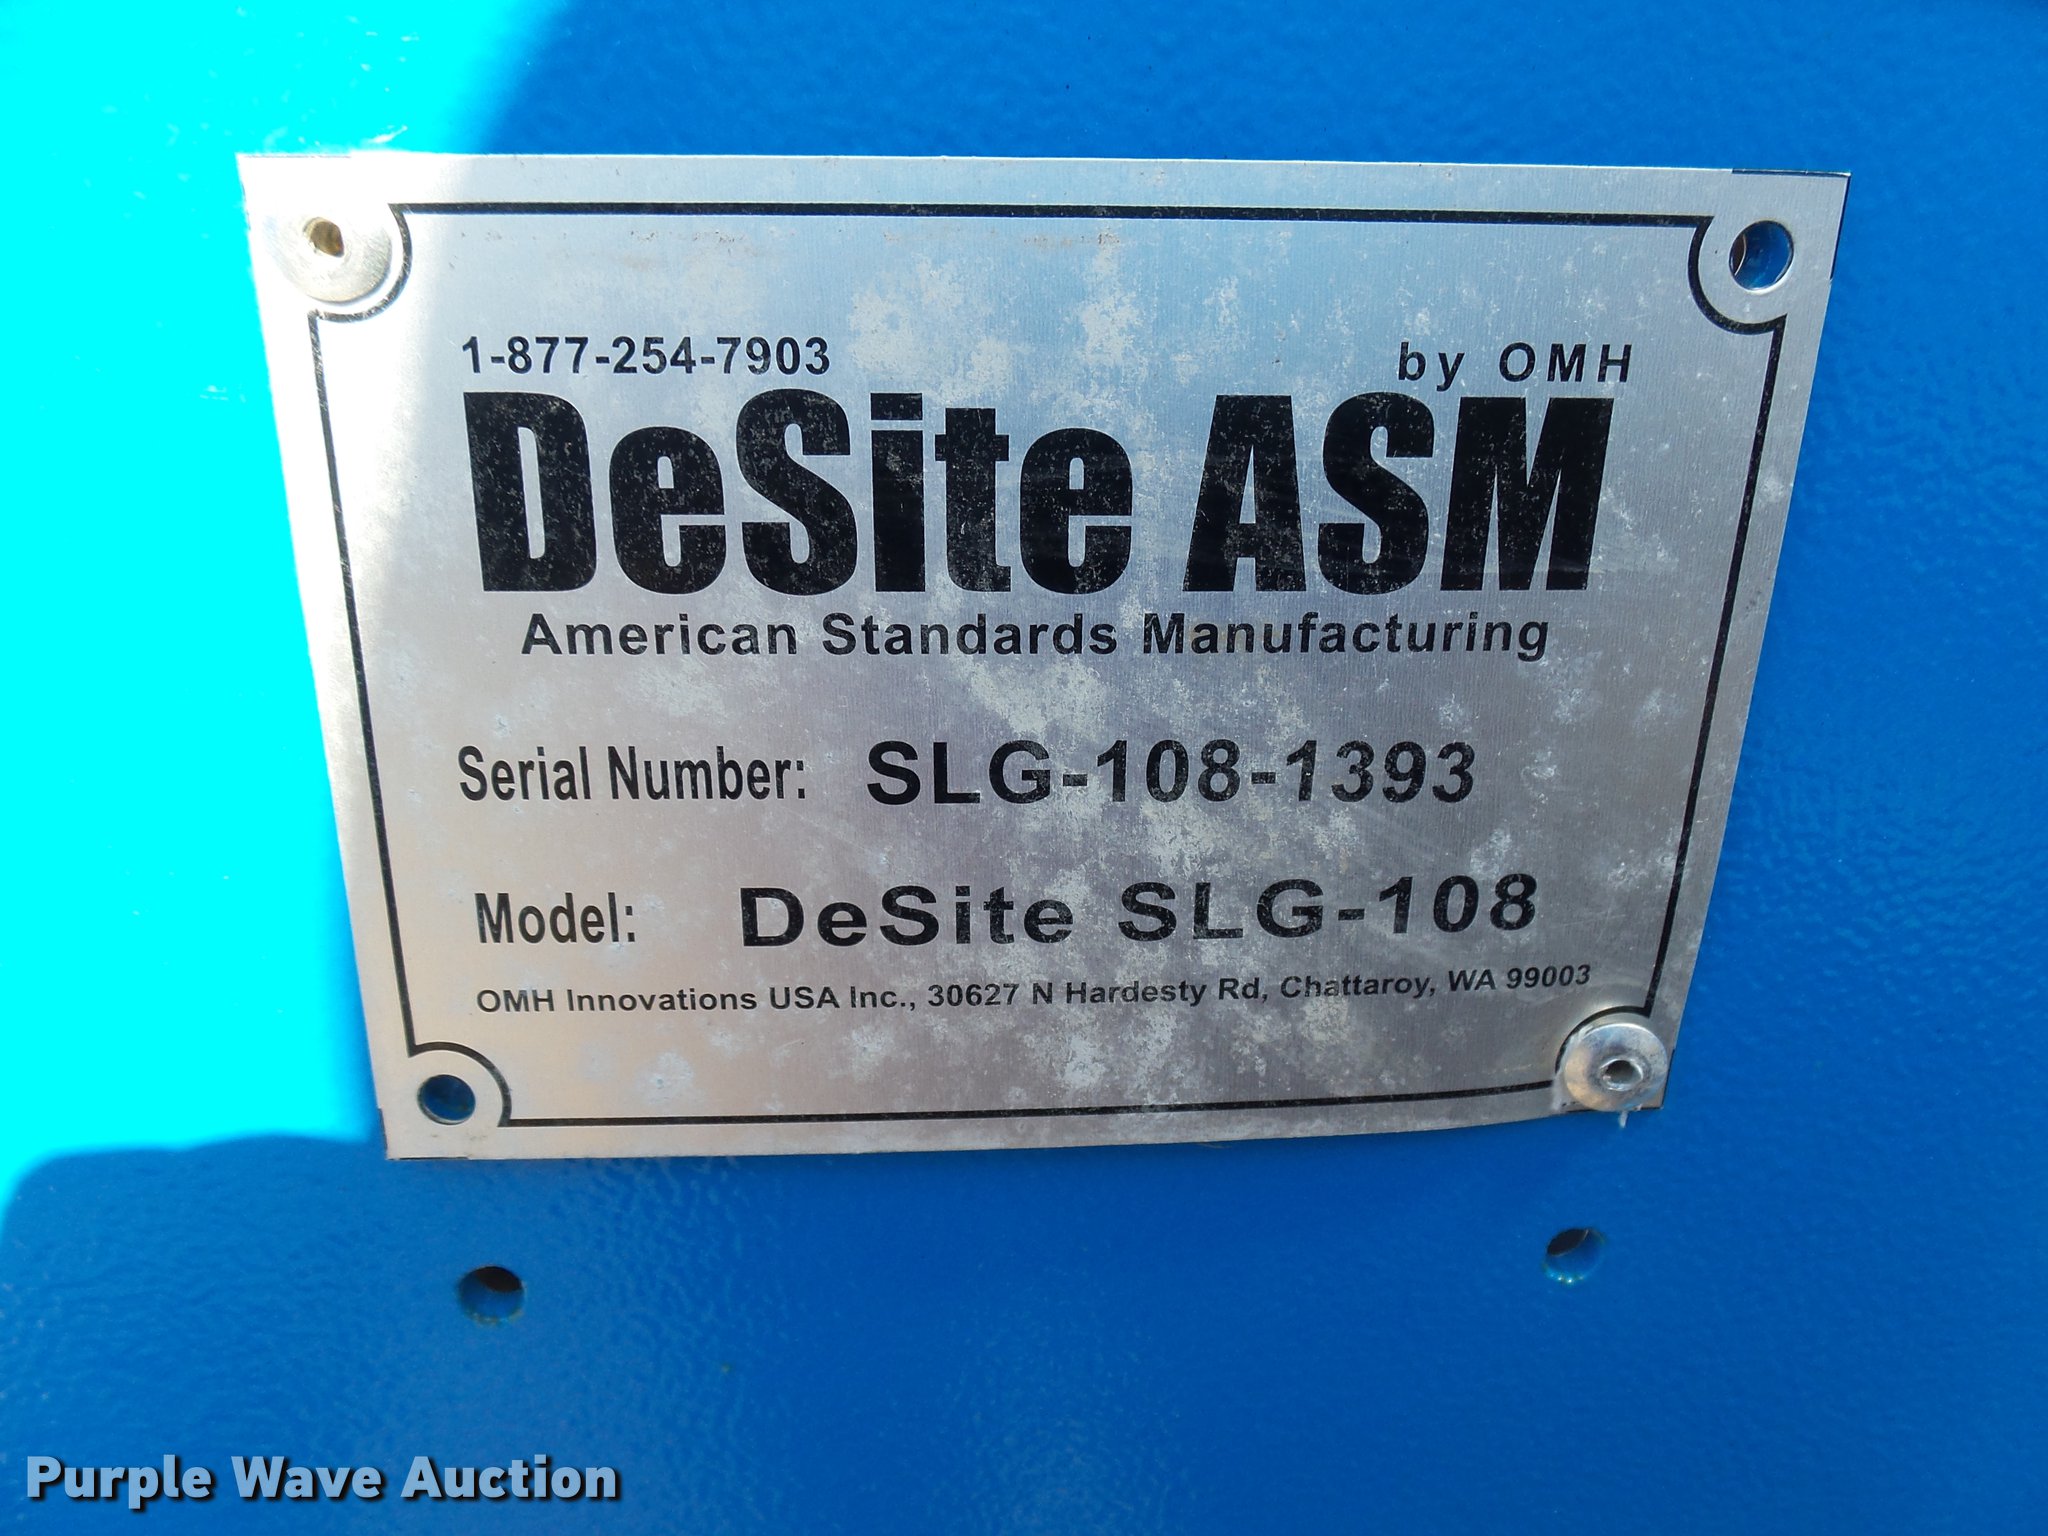 1-877-254-7903 by OMH
DeSite ASM
American Standards Manufacturing
Serial Number: SLG-108-1393
Model: DeSite SLG-108
OMH Innovations USA Inc., 30627 N Hardesty Rd, Chattaroy, WA 99003
Purple Wave Auction